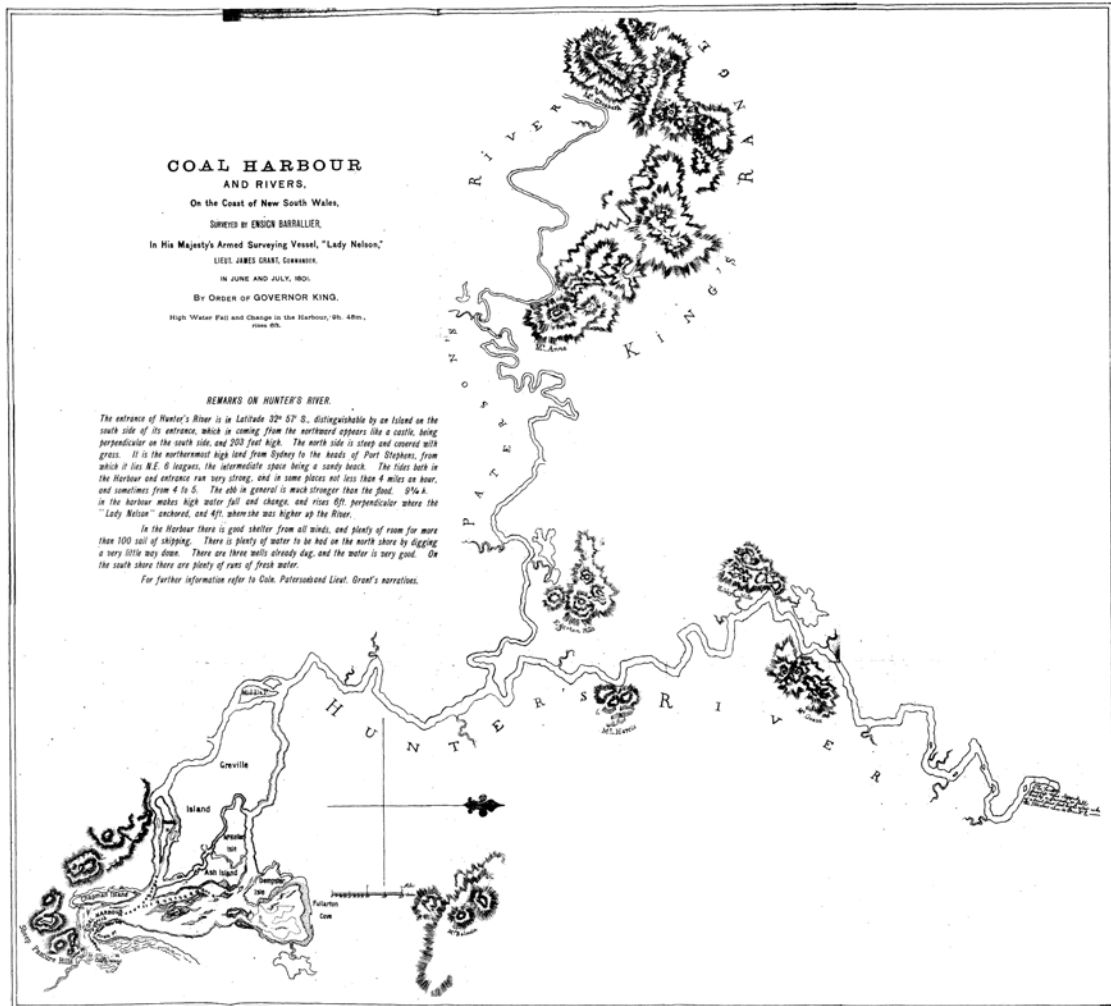 COAL HARBOUR
AND RIVERS,
On the Coast of New South Wales,
SURVEYED BY ENSIGN BARRALLIER,
In His Majesty's Armed Surveying Vessel, "Lady Nelson,"
LIEUT. JAMES GRANT, COMMANDER,
IN JUNE AND JULY, 1801.
BY ORDER OF GOVERNOR KING.
High Water Full and Change in the Harbour, 9h. 48m.,
rises 6ft.
REMARKS ON HUNTER'S RIVER.
The entrance of Hunter's River is in Latitude 32° 57' S., distinguishable by an Island on the
south side of its entrance, which in coming from the northward appears like a castle, being
perpendicular on the south side, and 203 feet high. The north side is steep and covered with
grass. It is the northernmost high land from Sydney to the heads of Port Stephens, from
which it lies N.E. 6 leagues, the intermediate space being a sandy beach. The tides both in
the Harbour and entrance run very strong, and in some places not less than 4 miles an hour,
and sometimes from 4 to 5. The ebb in general is much stronger than the flood. 9¾ h.
in the harbour makes high water full and change, and rises 6ft. perpendicular where the
"Lady Nelson" anchored, and 4ft. where she was higher up the River.
In the Harbour there is good shelter from all winds, and plenty of room for more
than 100 sail of shipping. There is plenty of water to be had on the north shore by digging
a very little way down. There are three wells already dug, and the water is very good. On
the south shore there are plenty of runs of fresh water.
For further information refer to Coln. Patersonand Lieut. Grant's narratives.
PATERSON'S RIVER
KING'S RANGE
Mt. Elizabeth
Mt. Anna
HUNTER'S RIVER
Mt. Harris
Greville
Island
Isle
Ash Island
Dempster
Isle
Fullarton
Cove
Chapman Island
Sheep Pasture Hills